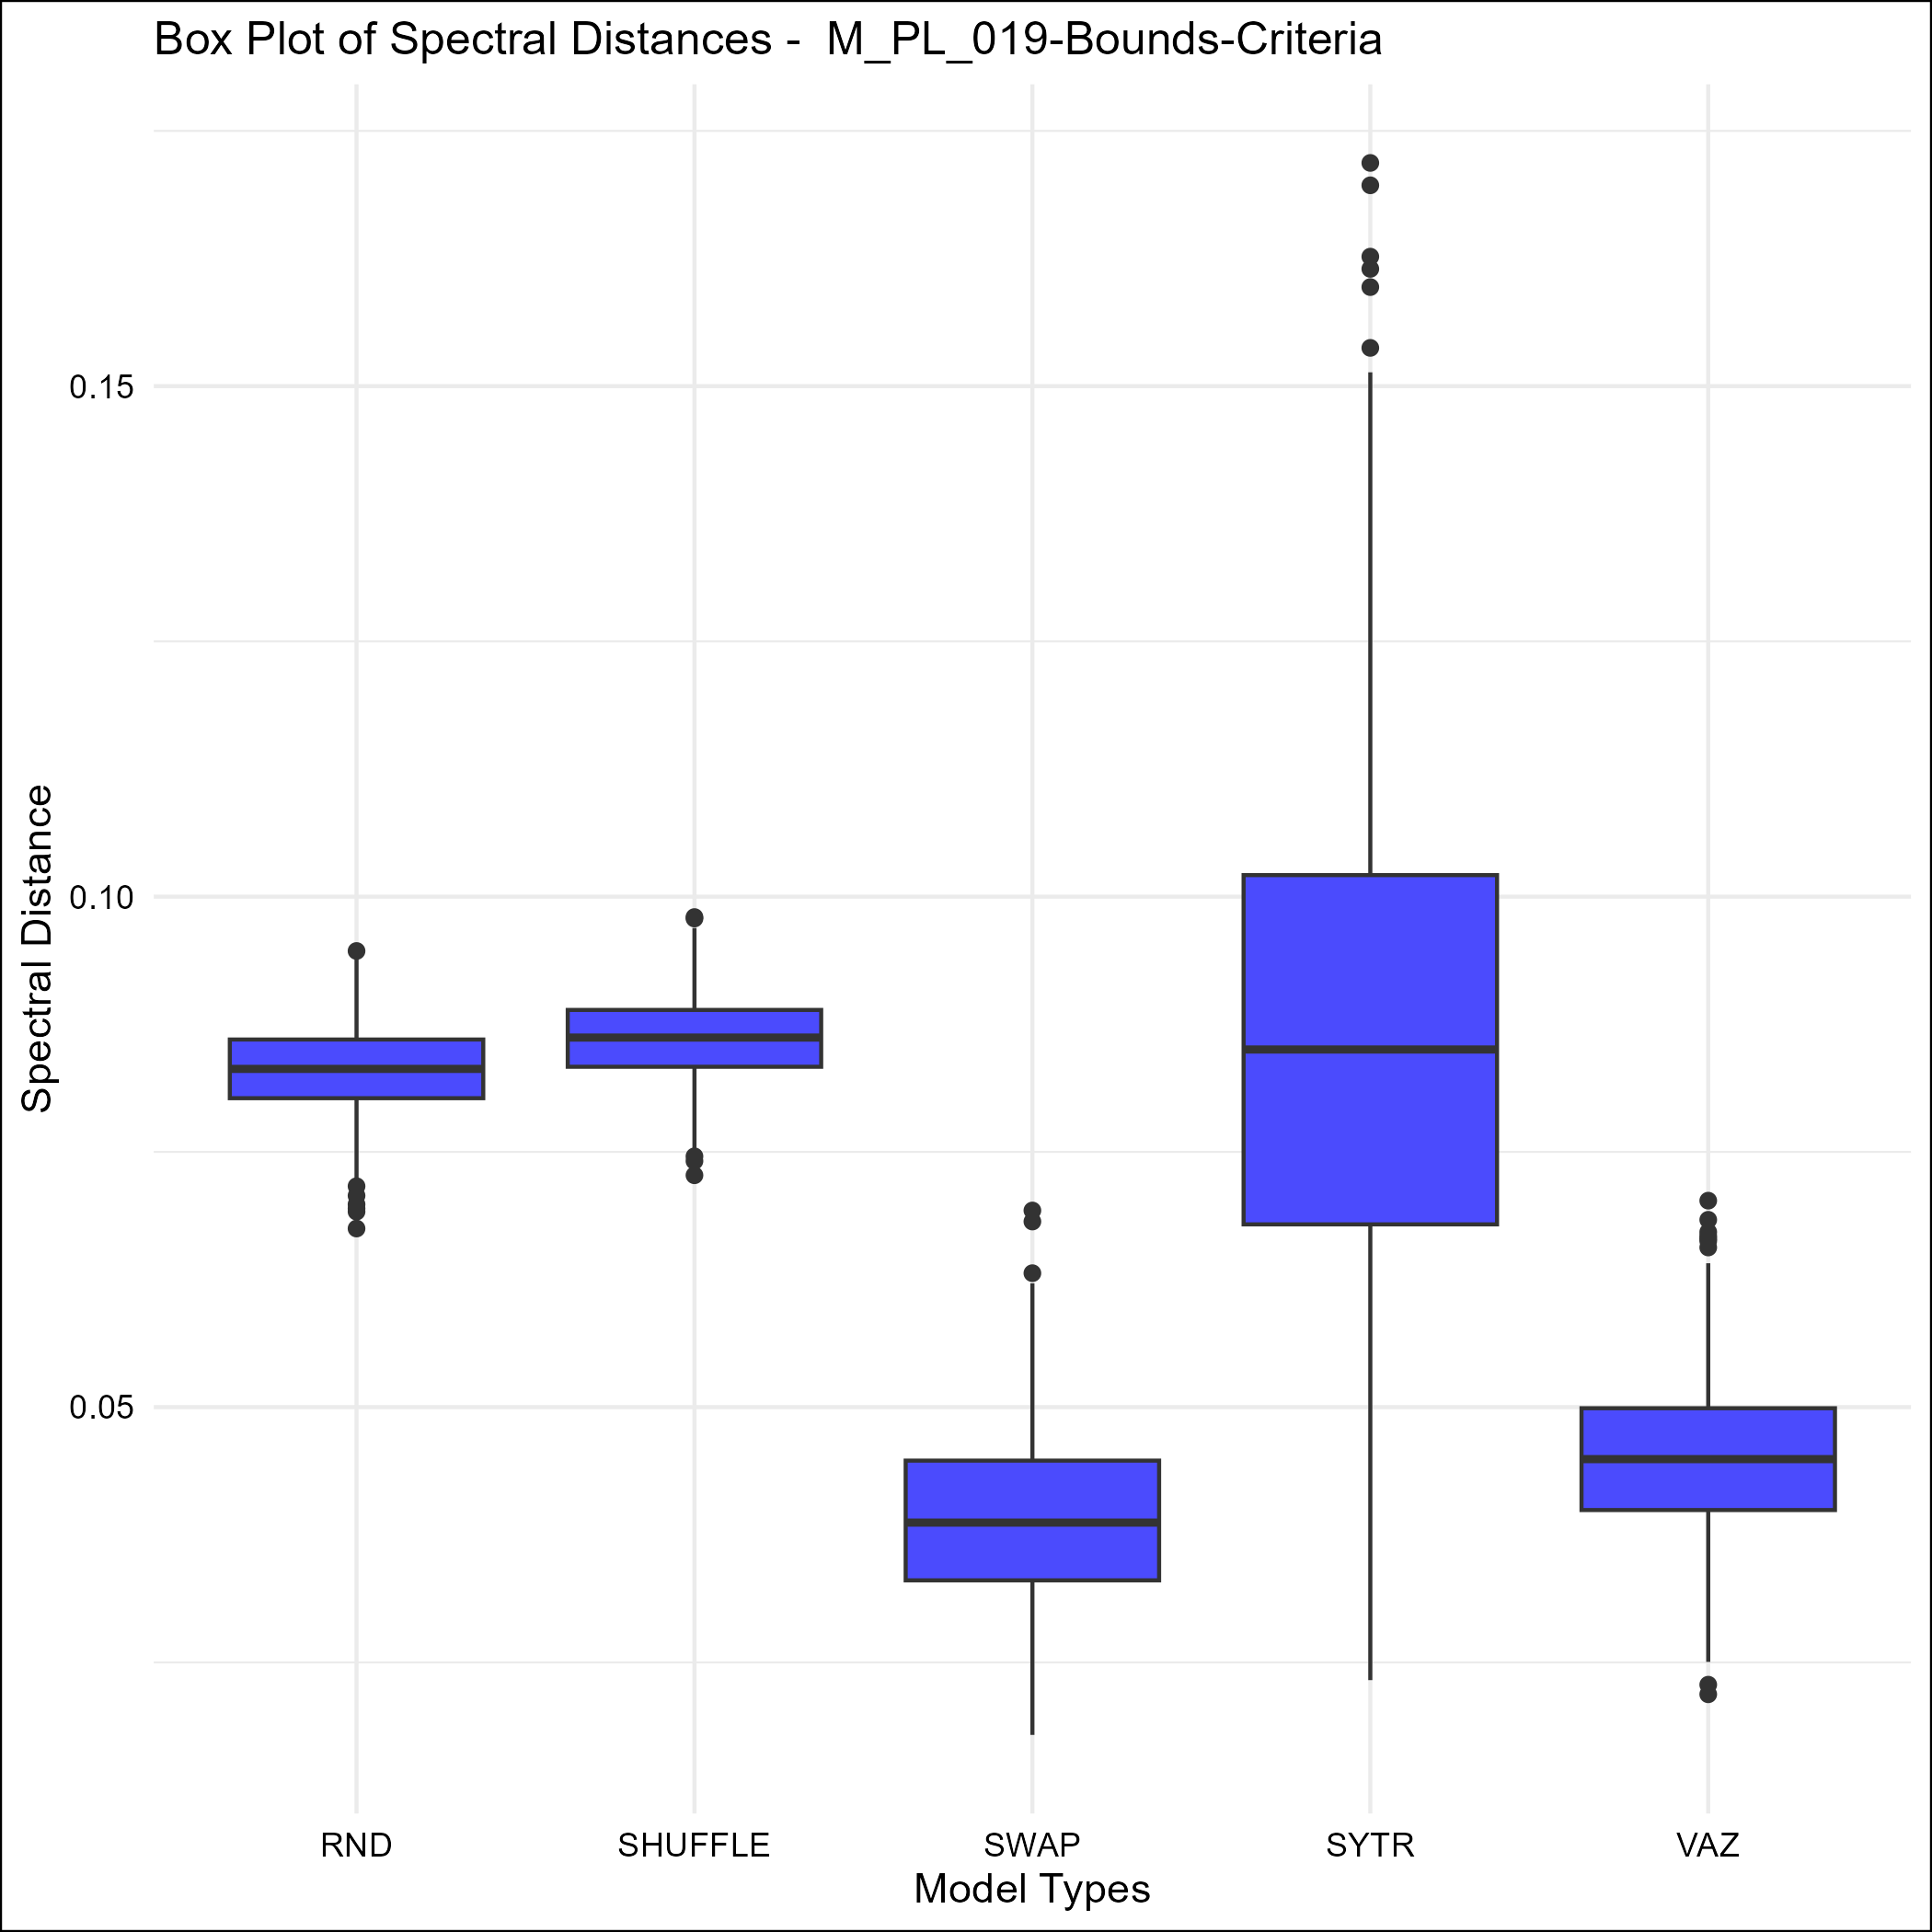 Box Plot of Spectral Distances -  M_PL_019-Bounds-Criteria
Spectral Distance
0.15
0.10
0.05
RND SHUFFLE SWAP SYTR VAZ
Model Types